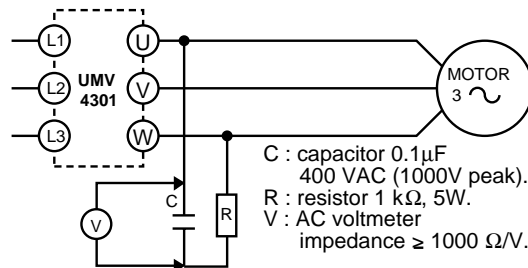 L1
U
UMV
4301
L2
V
L3
W
MOTOR
3
C : capacitor 0.1µF
400 VAC (1000V peak).
R : resistor 1 kΩ, 5W.
V : AC voltmeter
impedance ≥ 1000 Ω/V.
V
C
R